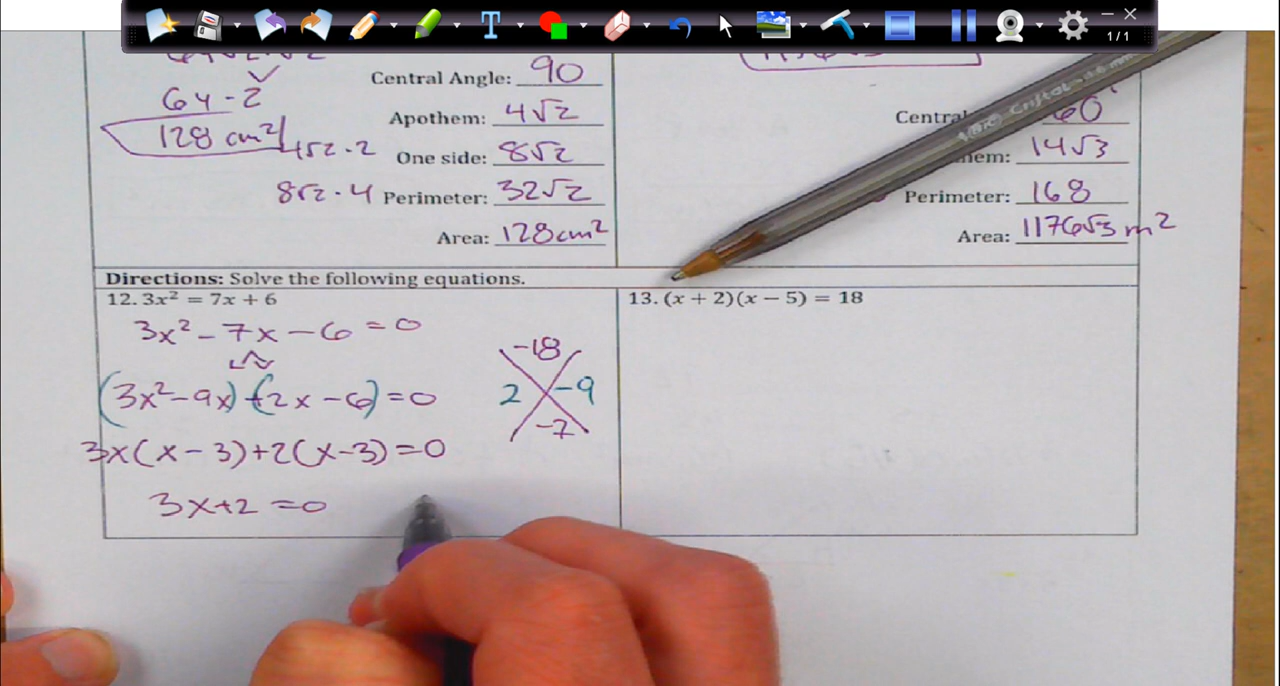 1/1
64 - 2
128 cm²
4√2 · 2
8√2 · 4
Central Angle: 90
Apothem: 4√2
One side: 8√2
Perimeter: 32√2
Area: 128cm²
Cristal
Central 60
hem: 14√3
Perimeter: 168
Area: 1176√3 m²
Directions: Solve the following equations.
12. 3x² = 7x + 6
3x² - 7x - 6 = 0
(3x² - 9x) + (2x - 6) = 0
3x(x - 3) + 2(x - 3) = 0
3x + 2 = 0
-18
2 -9
-7
13. (x + 2)(x − 5) = 18